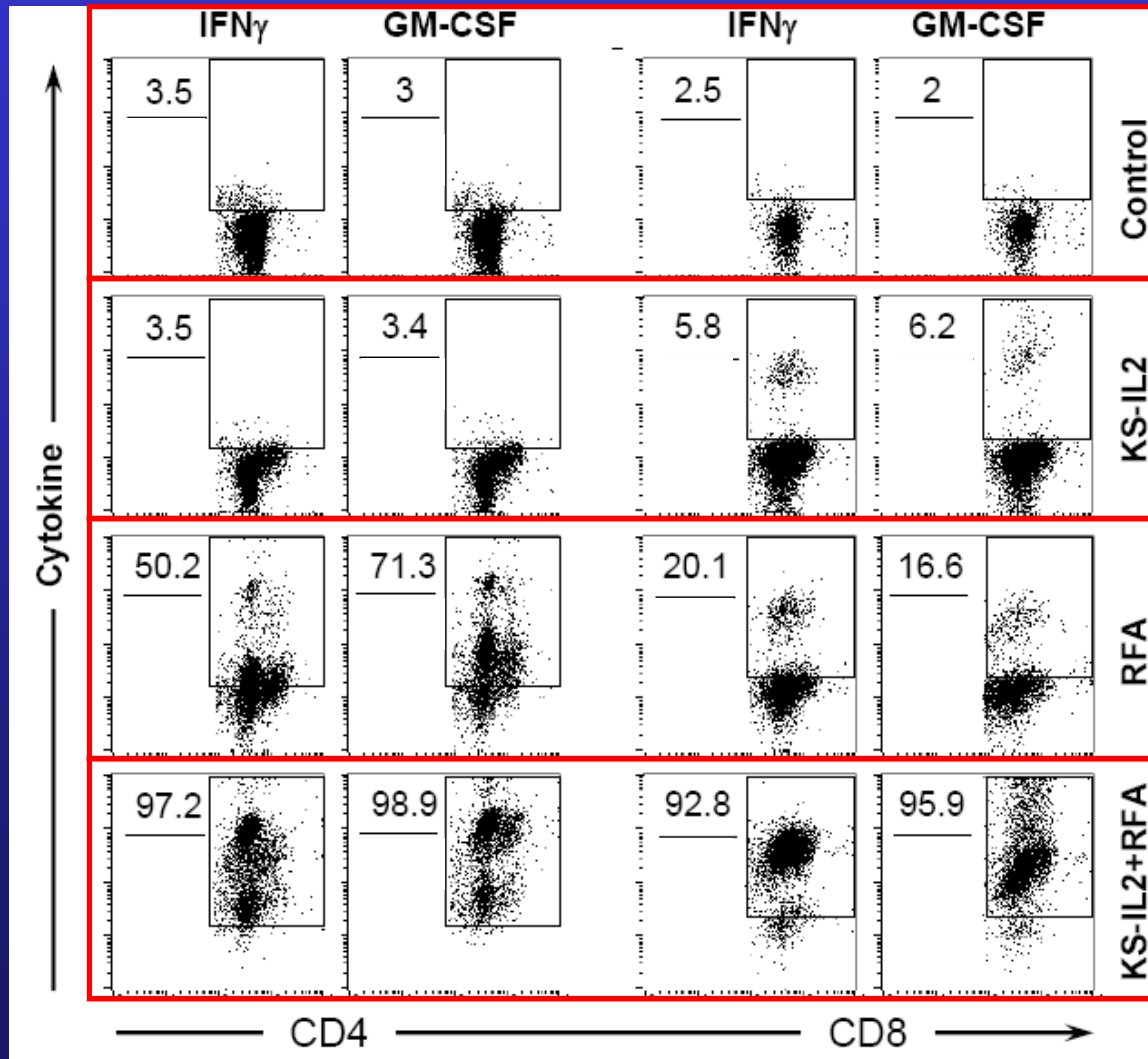 IFNγ GM-CSF IFNγ GM-CSF
3.5 3 2.5 2
Control
3.5 3.4 5.8 6.2
KS-IL2
Cytokine
50.2 71.3 20.1 16.6
RFA
97.2 98.9 92.8 95.9
KS-IL2+RFA
CD4 CD8